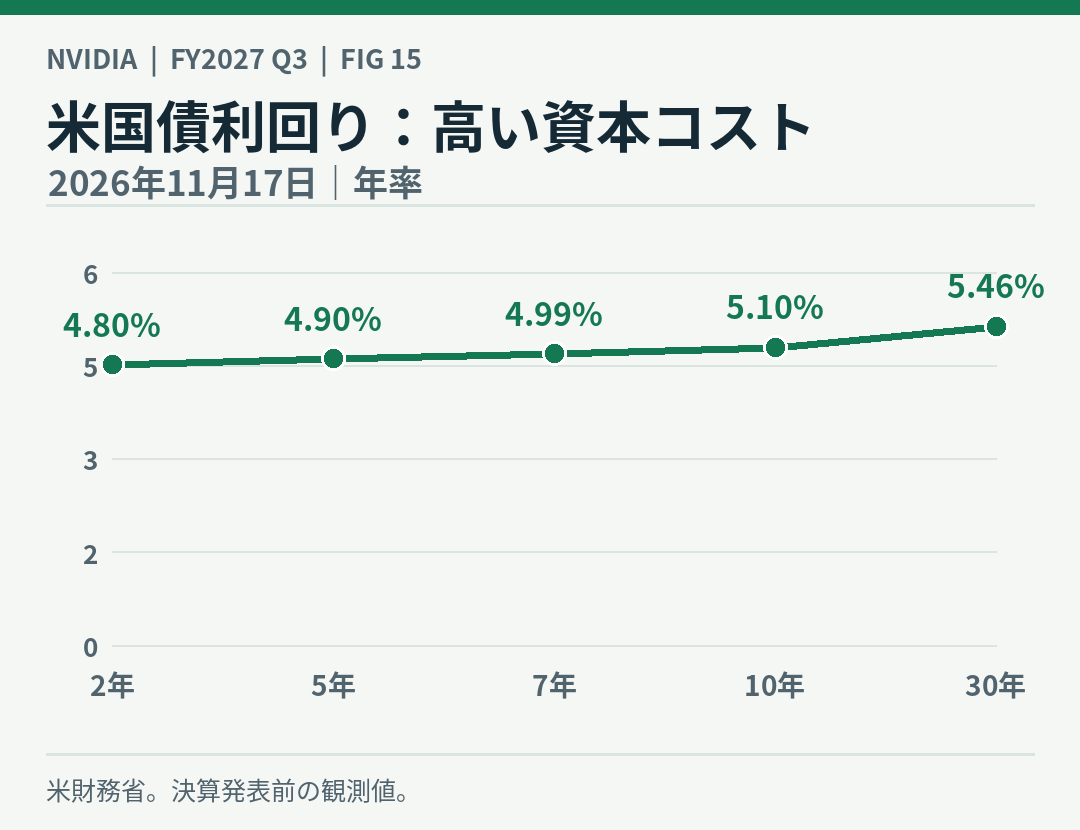 NVIDIA | FY2027 Q3 | FIG 15
米国債利回り：高い資本コスト
2026年11月17日｜年率
6
5.46%
5.10%
4.99%
4.90%
4.80%
5
3
2
0
2年 5年 7年 10年 30年
米財務省。決算発表前の観測値。